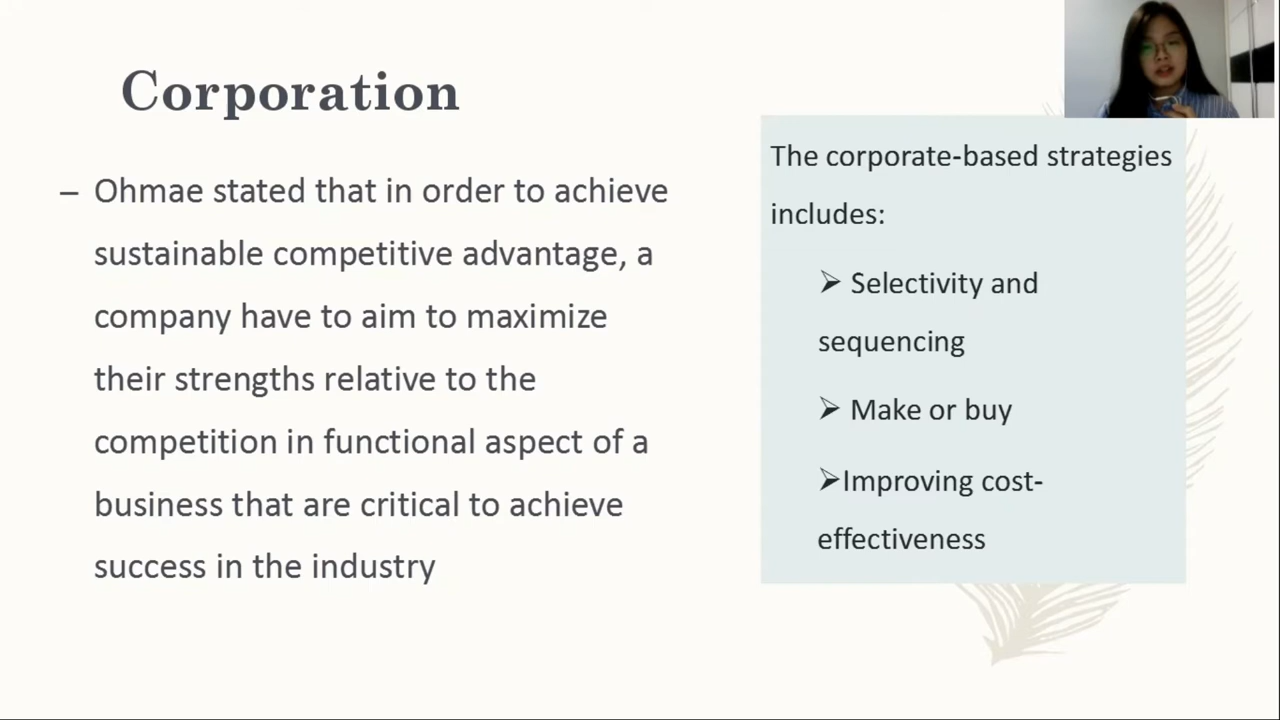 Corporation
– Ohmae stated that in order to achieve
sustainable competitive advantage, a
company have to aim to maximize
their strengths relative to the
competition in functional aspect of a
business that are critical to achieve
success in the industry
The corporate-based strategies
includes:
➢ Selectivity and
sequencing
➢ Make or buy
➢Improving cost-
effectiveness